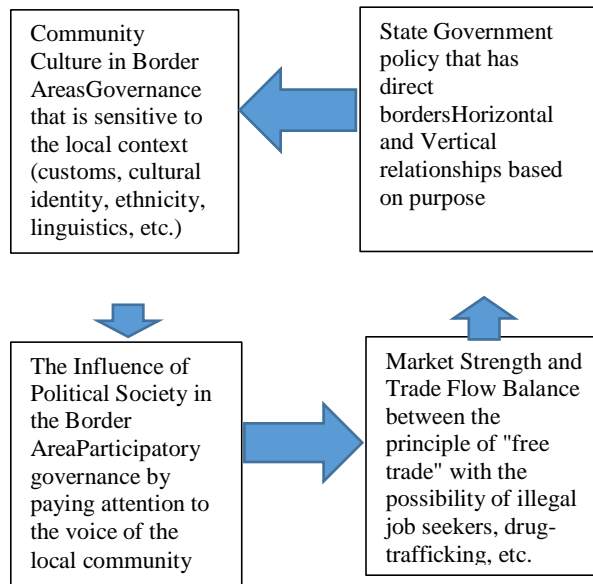 Community
Culture in Border
AreasGovernance
that is sensitive to
the local context
(customs, cultural
identity, ethnicity,
linguistics, etc.)
State Government
policy that has
direct
bordersHorizontal
and Vertical
relationships based
on purpose
The Influence of
Political Society in
the Border
AreaParticipatory
governance by
paying attention to
the voice of the
local community
Market Strength and
Trade Flow Balance
between the
principle of "free
trade" with the
possibility of illegal
job seekers, drug-
trafficking, etc.